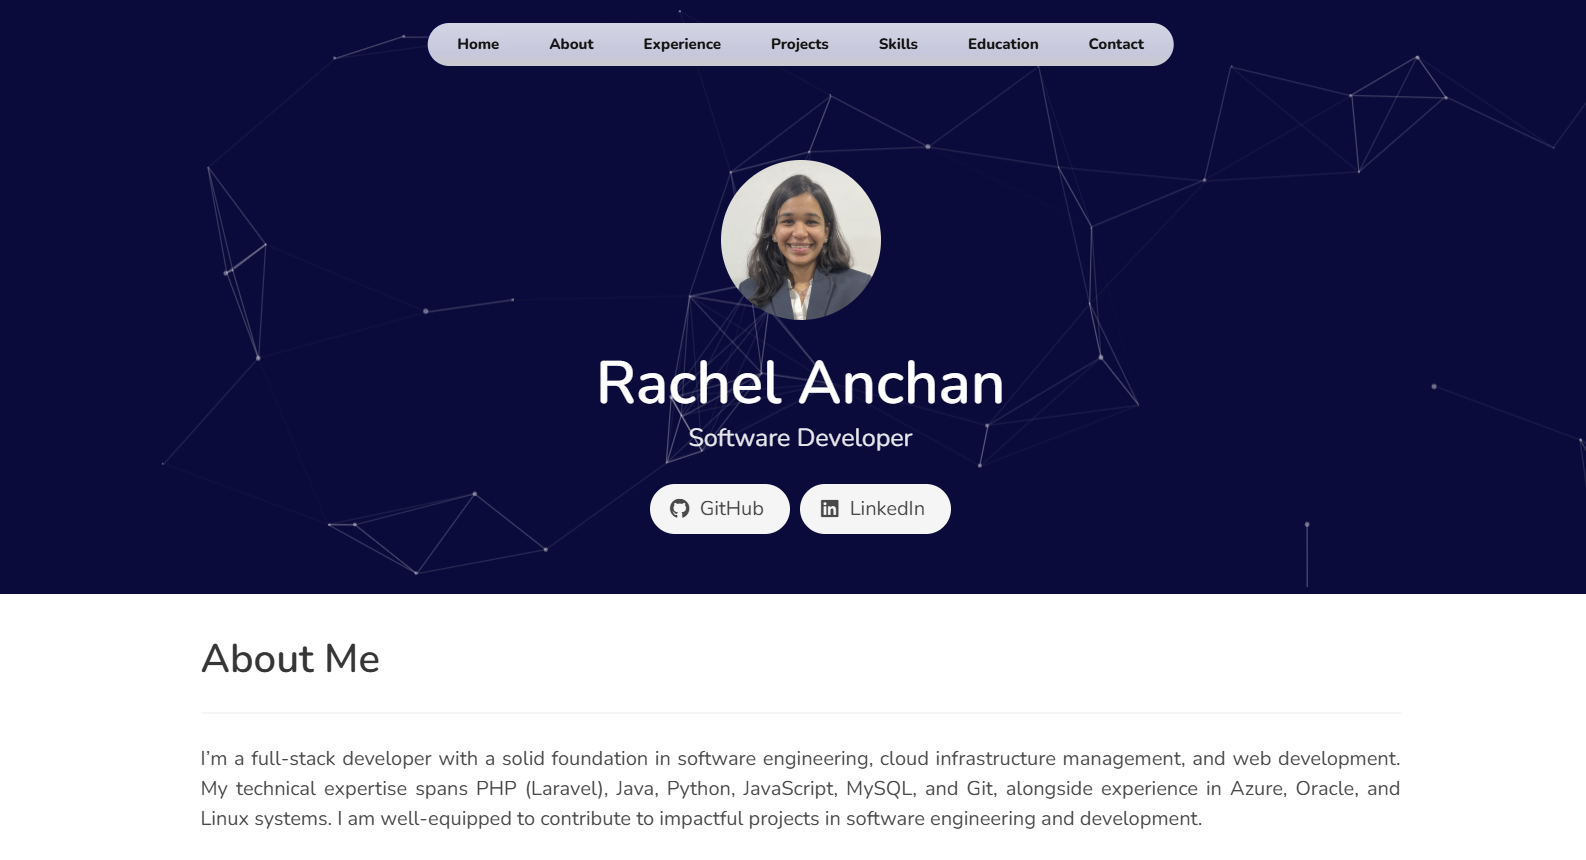 Home About Experience Projects Skills Education Contact
Rachel Anchan
Software Developer
GitHub LinkedIn
About Me
I’m a full-stack developer with a solid foundation in software engineering, cloud infrastructure management, and web development.
My technical expertise spans PHP (Laravel), Java, Python, JavaScript, MySQL, and Git, alongside experience in Azure, Oracle, and
Linux systems. I am well-equipped to contribute to impactful projects in software engineering and development.